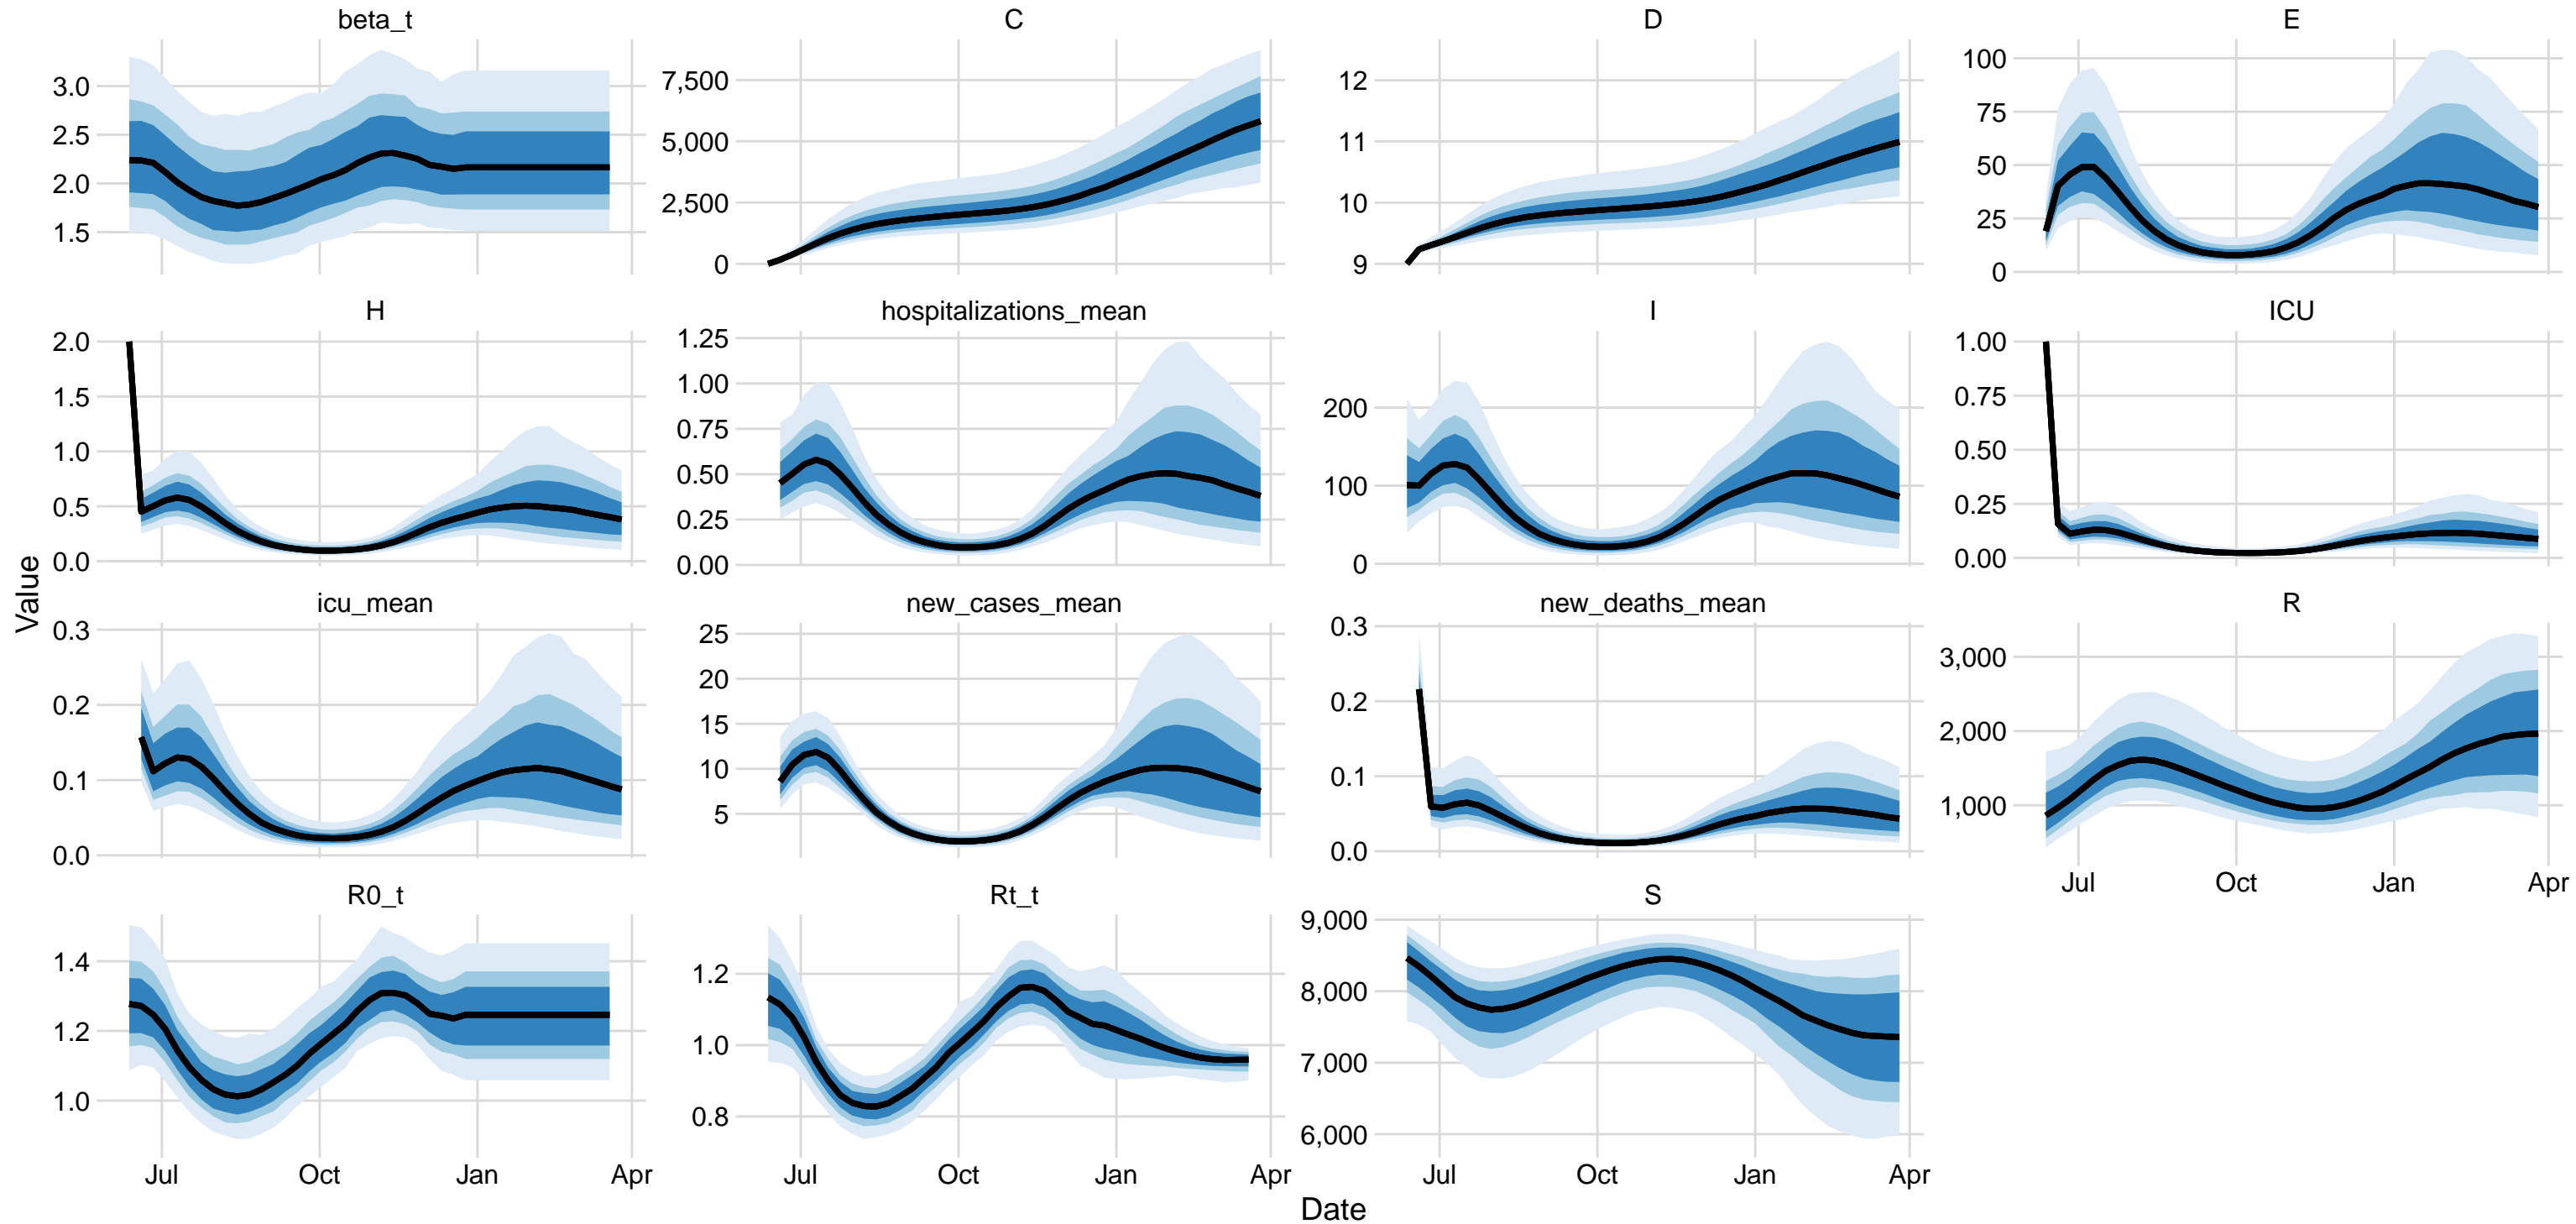 beta_t
C
D
E
3.0
2.5
2.0
1.5
7,500
5,000
2,500
0
12
11
10
9
100
75
50
25
0
H
hospitalizations_mean
I
ICU
2.0
1.5
1.0
0.5
0.0
1.25
1.00
0.75
0.50
0.25
0.00
200
100
0
1.00
0.75
0.50
0.25
0.00
Value
icu_mean
new_cases_mean
new_deaths_mean
R
0.3
0.2
0.1
0.0
25
20
15
10
5
0.3
0.2
0.1
0.0
3,000
2,000
1,000
Jul Oct Jan Apr
R0_t
Rt_t
S
1.4
1.2
1.0
1.2
1.0
0.8
9,000
8,000
7,000
6,000
Jul Oct Jan Apr
Jul Oct Jan Apr
Jul Oct Jan Apr
Date